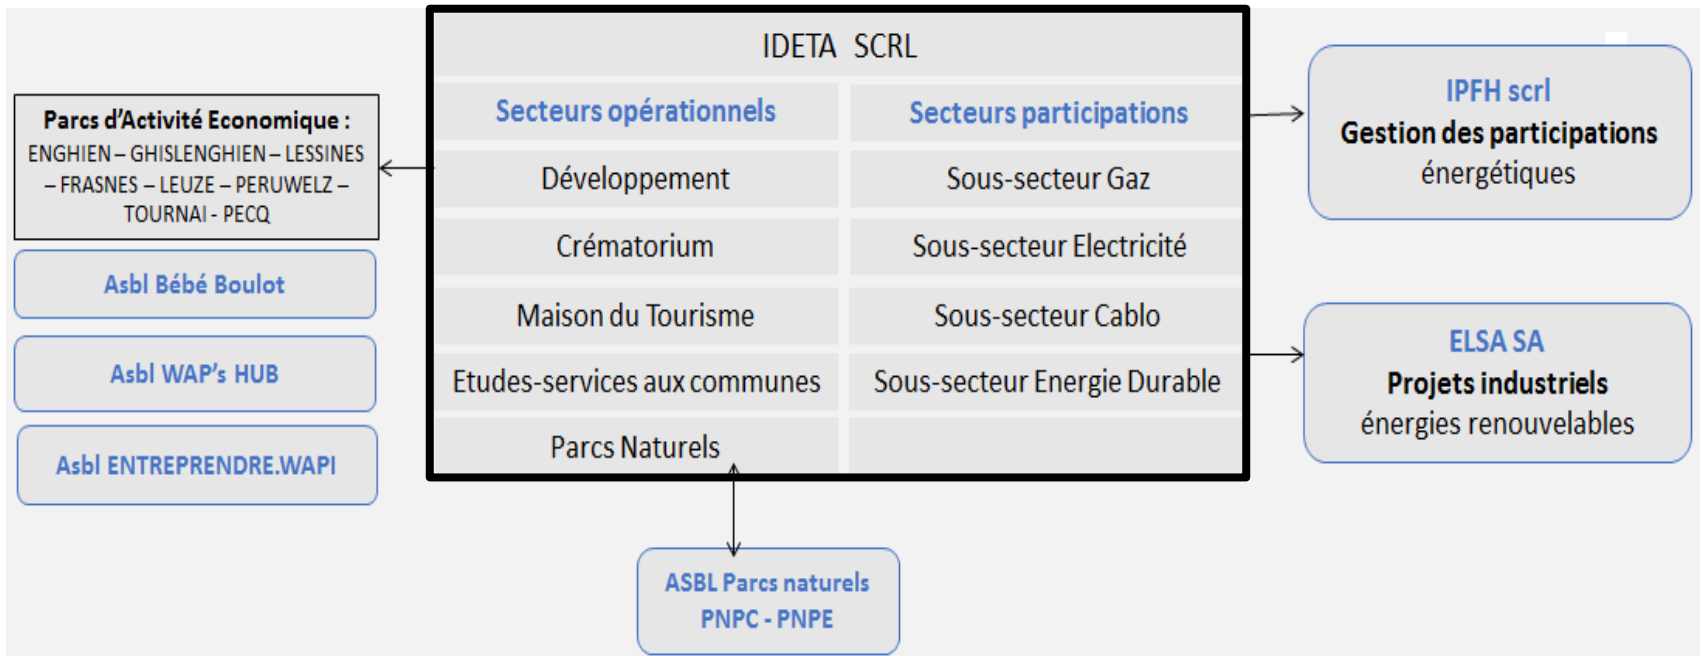 IDETA SCRL
Secteurs opérationnels
Secteurs participations
Développement
Sous-secteur Gaz
Crématorium
Sous-secteur Electricité
Maison du Tourisme
Sous-secteur Cablo
Etudes-services aux communes
Sous-secteur Energie Durable
Parcs Naturels
Parcs d'Activité Economique :
ENGHIEN – GHISLENGHIEN – LESSINES
– FRASNES – LEUZE – PERUWELZ –
TOURNAI - PECQ
Asbl Bébé Boulot
Asbl WAP's HUB
Asbl ENTREPRENDRE.WAPI
IPFH scrl
Gestion des participations
énergétiques
ELSA SA
Projets industriels
énergies renouvelables
ASBL Parcs naturels
PNPC - PNPE